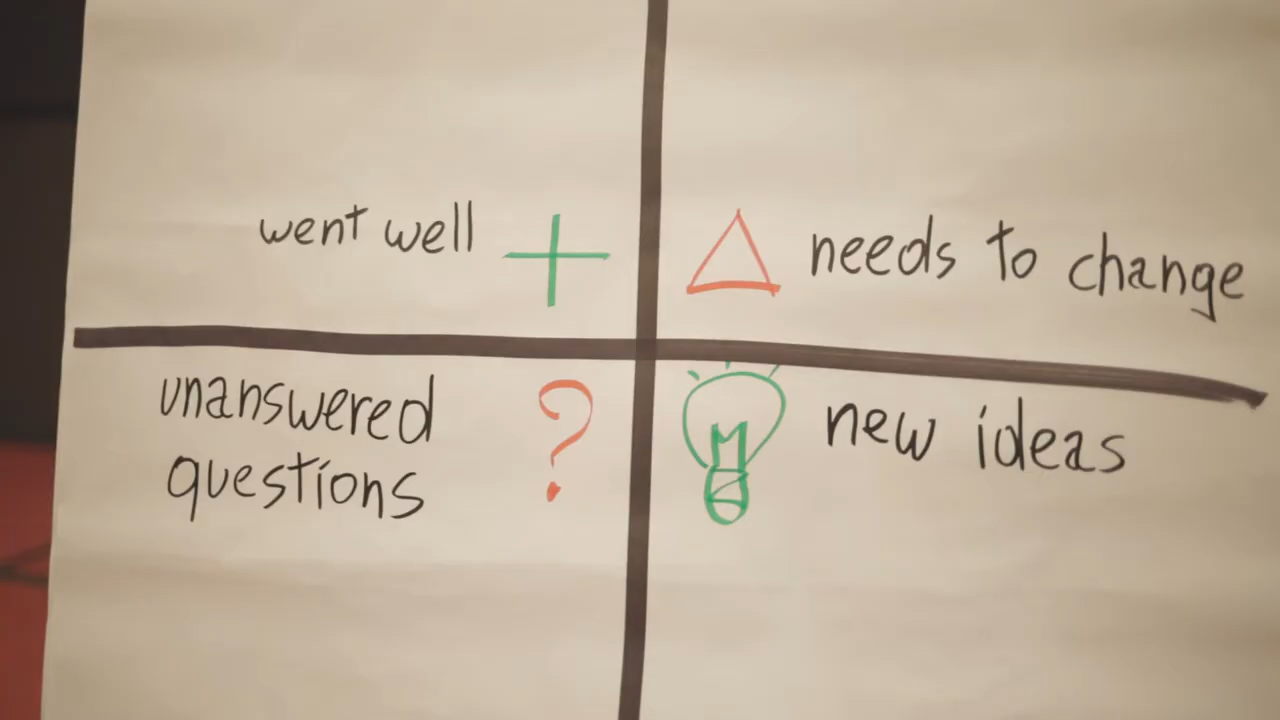 went well
needs to change
unanswered
questions
new ideas